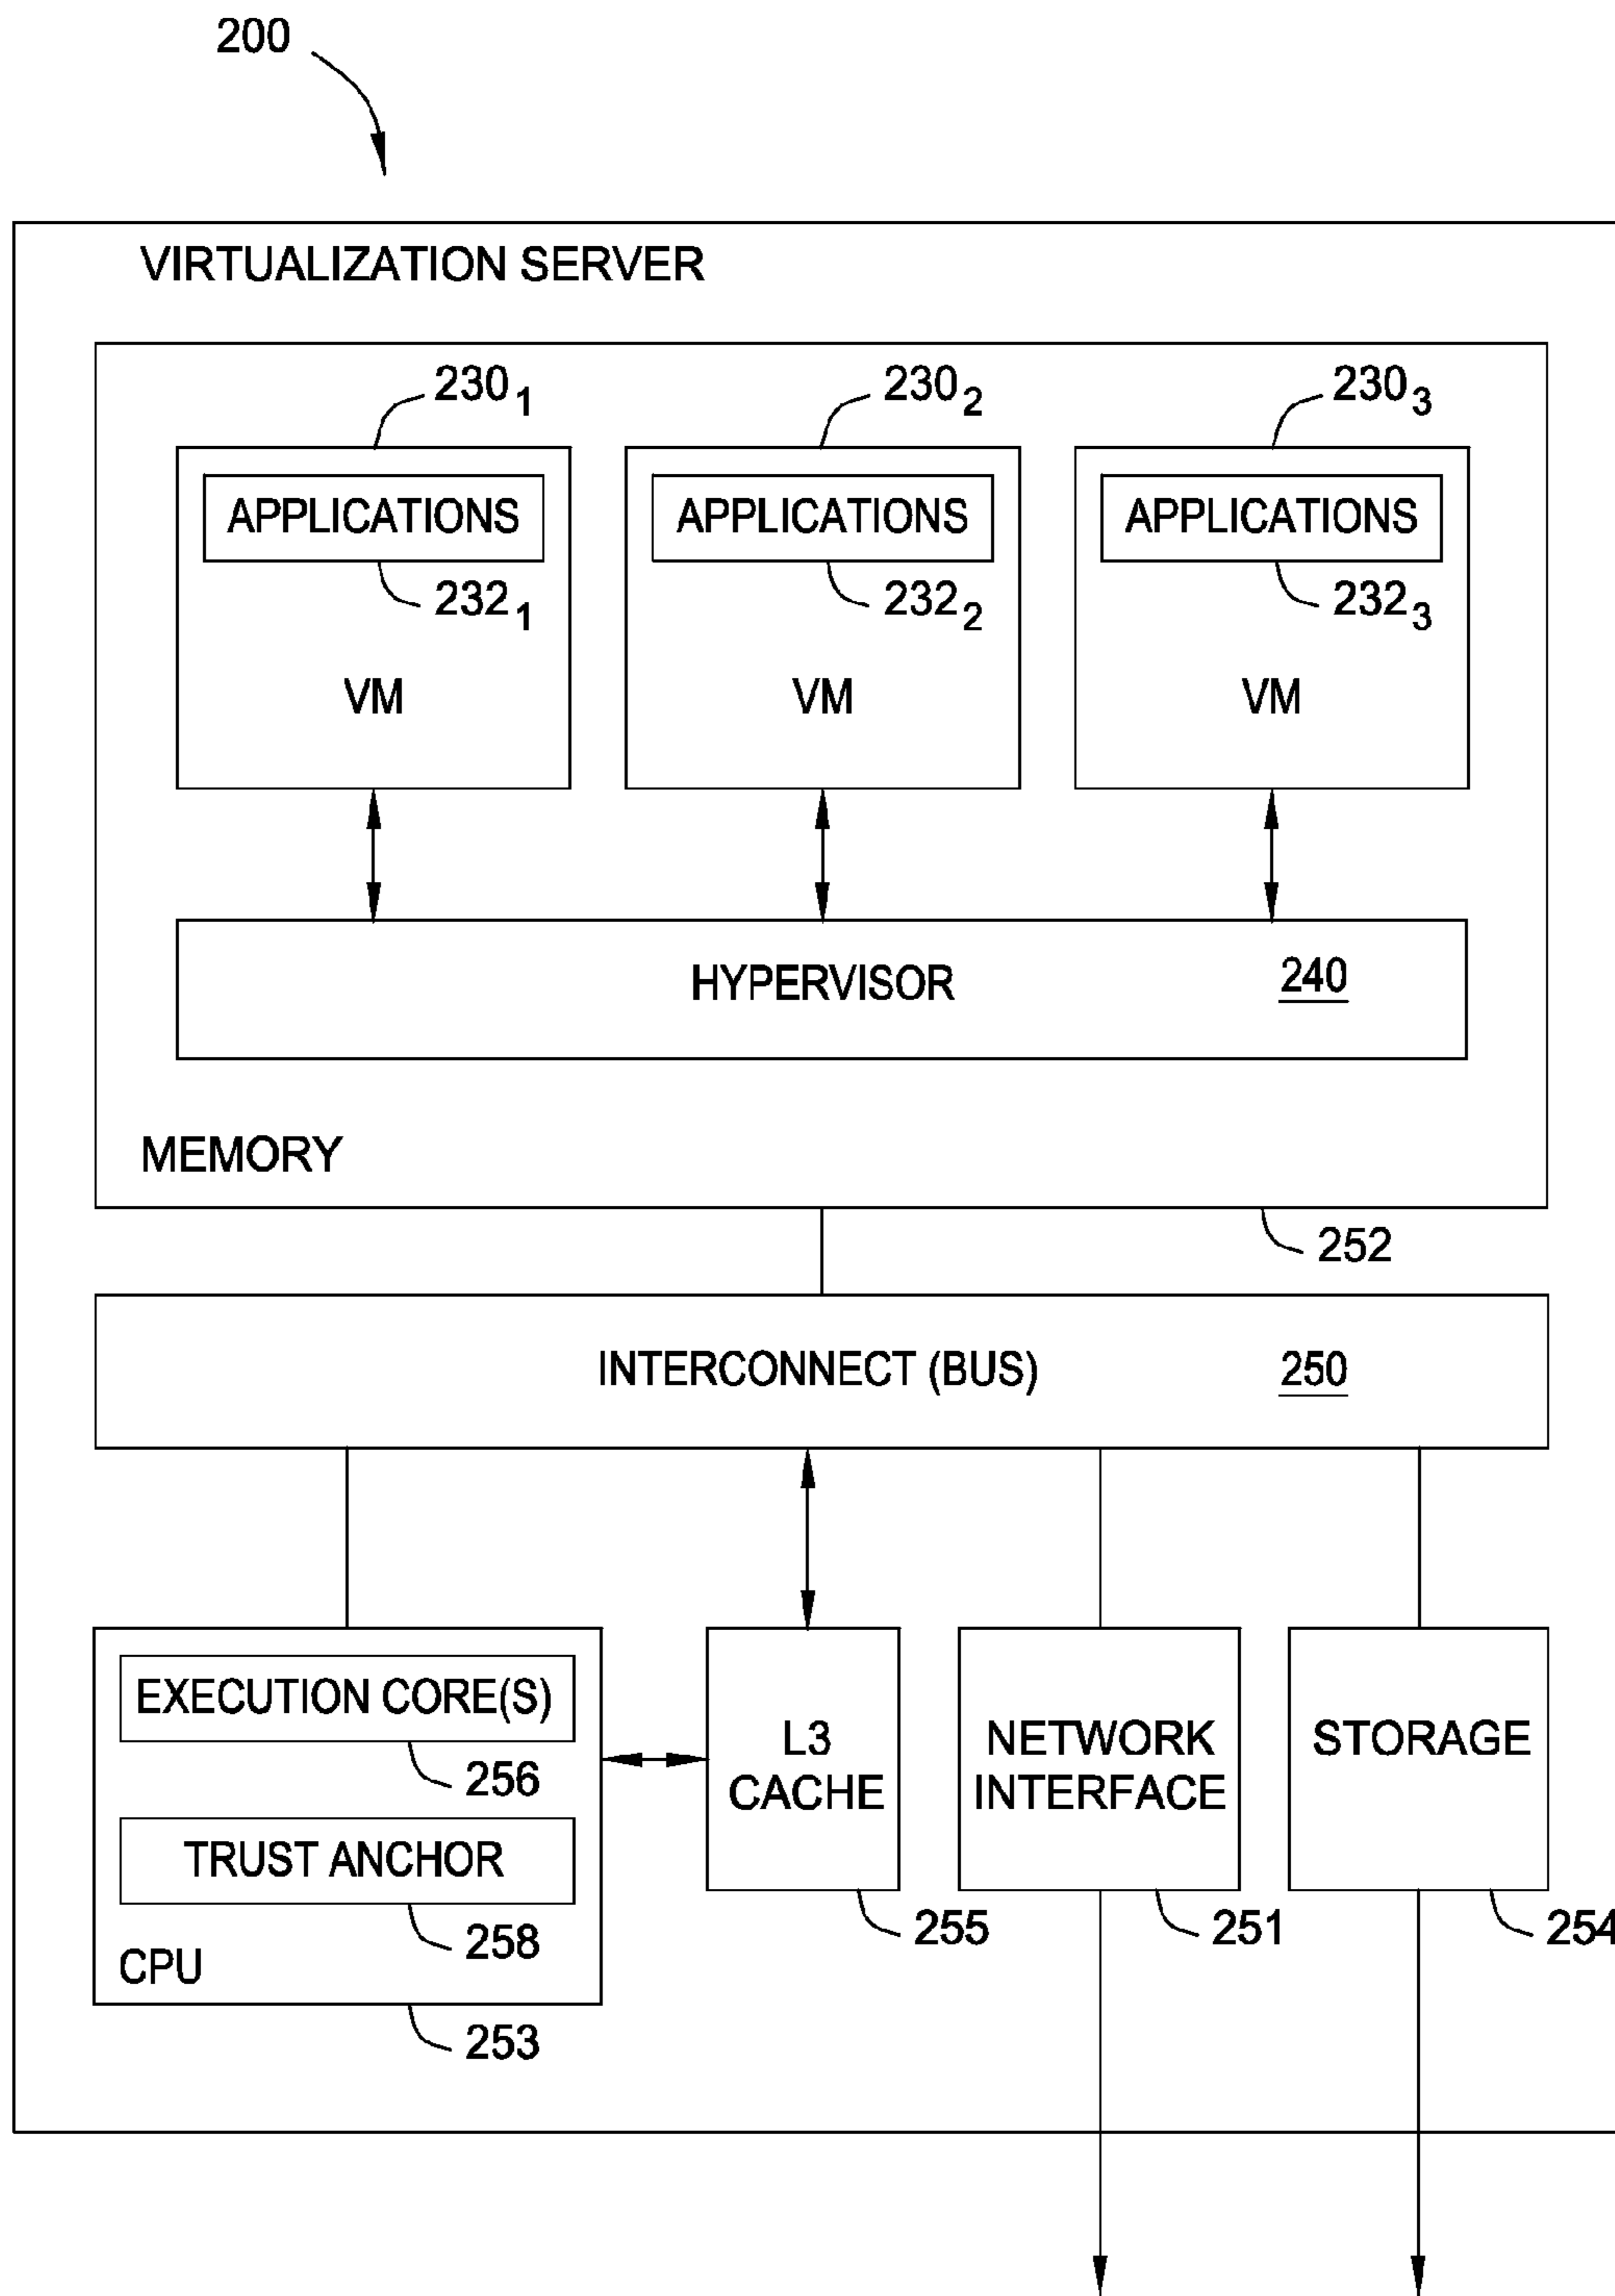 200
VIRTUALIZATION SERVER
230₁ 230₂ 230₃
APPLICATIONS APPLICATIONS APPLICATIONS
232₁ 232₂ 232₃
VM VM VM
HYPERVISOR 240
MEMORY
252
INTERCONNECT (BUS) 250
EXECUTION CORE(S)
256
TRUST ANCHOR
258
CPU
253
L3
CACHE
255
NETWORK
INTERFACE
251
STORAGE
254